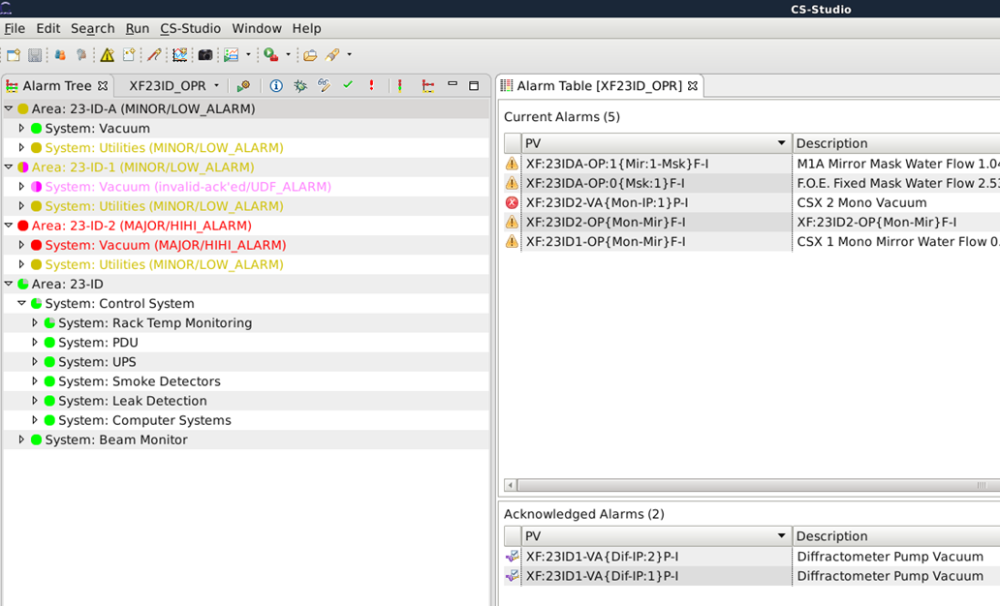 CS-Studio
File Edit Search Run CS-Studio Window Help
Alarm Tree XF23ID_OPR
Area: 23-ID-A (MINOR/LOW_ALARM)
System: Vacuum
System: Utilities (MINOR/LOW_ALARM)
Area: 23-ID-1 (MINOR/LOW_ALARM)
System: Vacuum (invalid-ack'ed/UDF_ALARM)
System: Utilities (MINOR/LOW_ALARM)
Area: 23-ID-2 (MAJOR/HIHI_ALARM)
System: Vacuum (MAJOR/HIHI_ALARM)
System: Utilities (MINOR/LOW_ALARM)
Area: 23-ID
System: Control System
System: Rack Temp Monitoring
System: PDU
System: UPS
System: Smoke Detectors
System: Leak Detection
System: Computer Systems
System: Beam Monitor
Alarm Table [XF23ID_OPR]
Current Alarms (5)
PV Description
XF:23IDA-OP:1{Mir:1-Msk}F-I M1A Mirror Mask Water Flow 1.04
XF:23IDA-OP:0{Msk:1}F-I F.O.E. Fixed Mask Water Flow 2.53
XF:23ID2-VA{Mon-IP:1}P-I CSX 2 Mono Vacuum
XF:23ID2-OP{Mon-Mir}F-I XF:23ID2-OP{Mon-Mir}F-I
XF:23ID1-OP{Mon-Mir}F-I CSX 1 Mono Mirror Water Flow 0.
Acknowledged Alarms (2)
PV Description
XF:23ID1-VA{Dif-IP:2}P-I Diffractometer Pump Vacuum
XF:23ID1-VA{Dif-IP:1}P-I Diffractometer Pump Vacuum